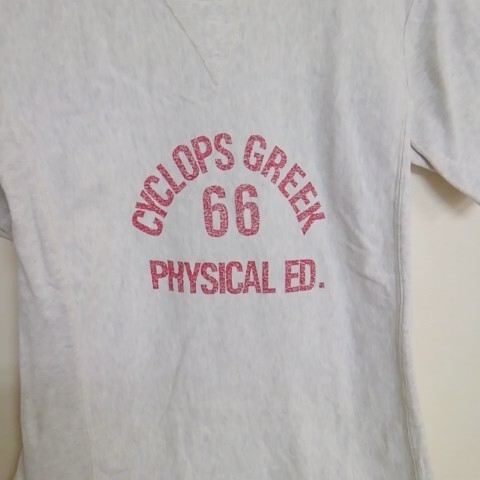 CYCLOPS GREEK
66
PHYSICAL ED.